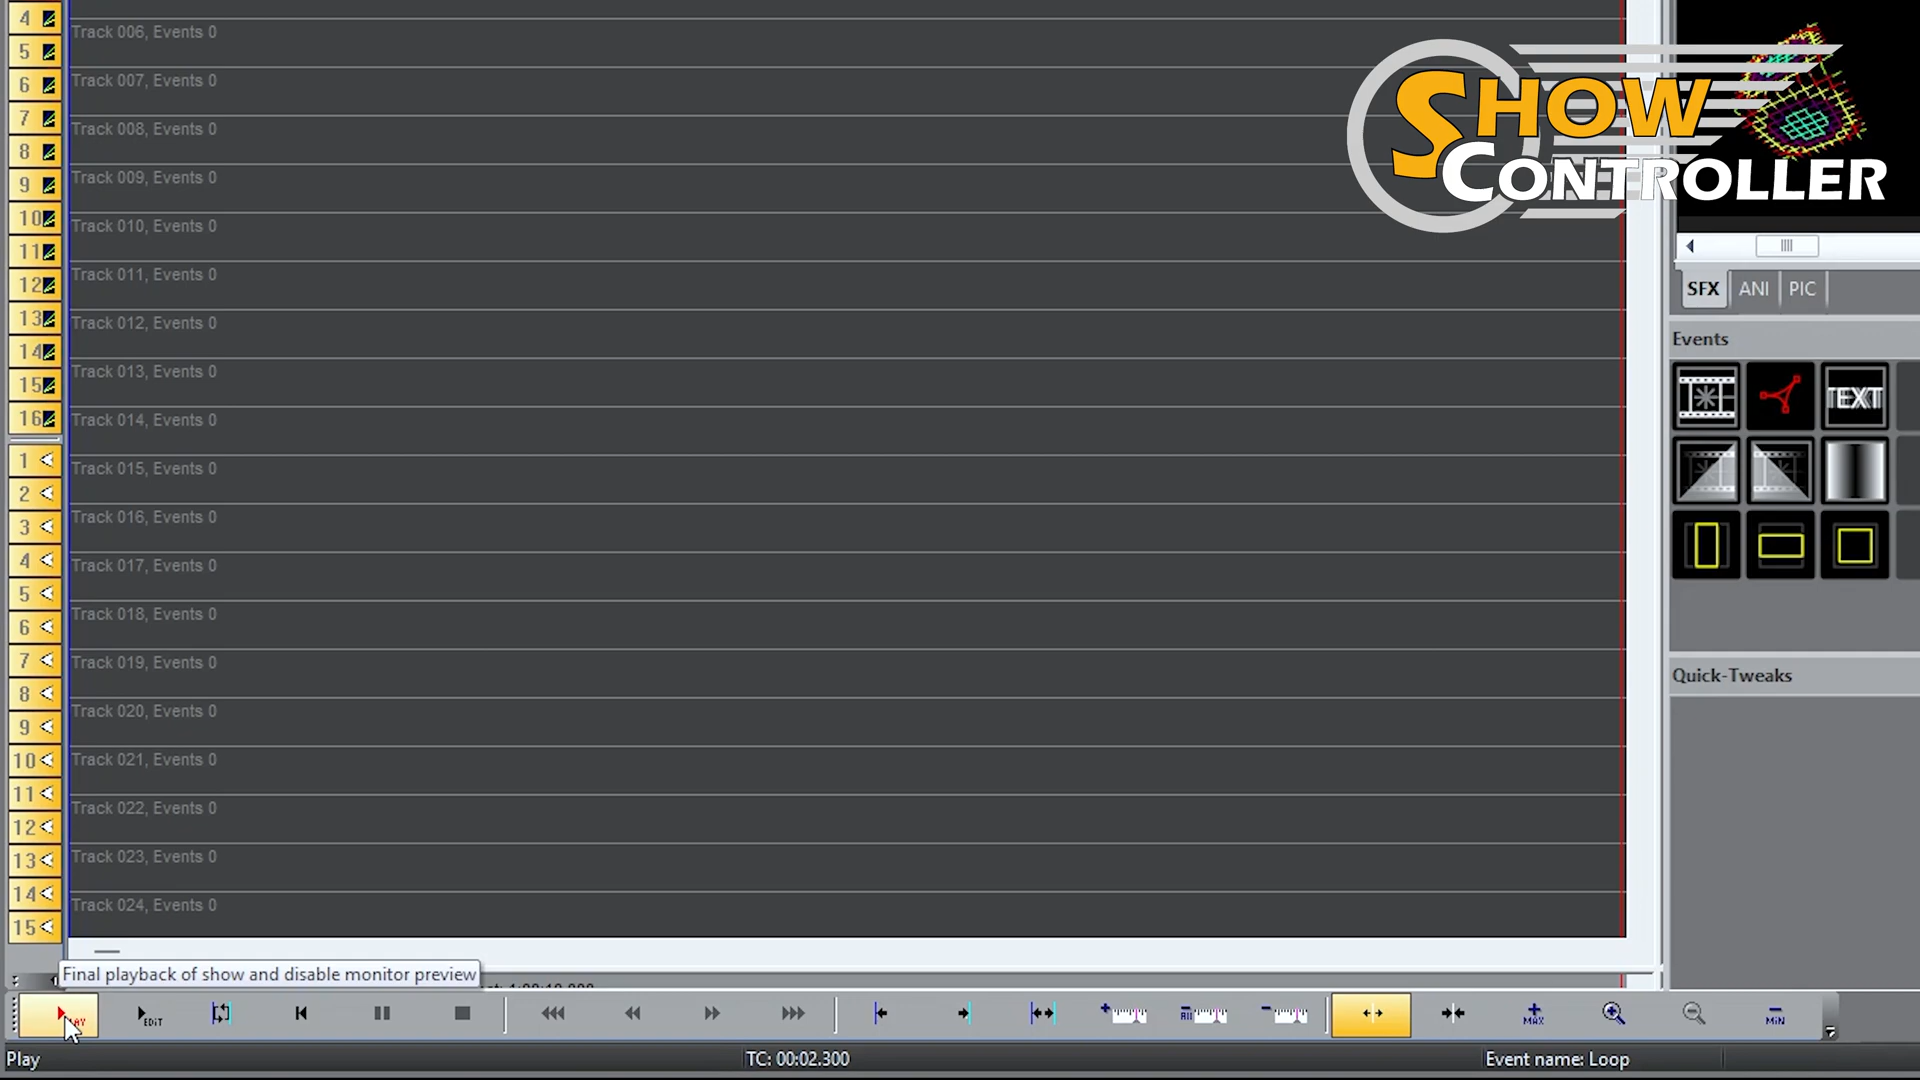 4
5
6
7
8
9
10
11
12
13
14
15
16
1
2
3
4
5
6
7
8
9
10
11
12
13
14
15
Track 006, Events 0
Track 007, Events 0
Track 008, Events 0
Track 009, Events 0
Track 010, Events 0
Track 011, Events 0
Track 012, Events 0
Track 013, Events 0
Track 014, Events 0
Track 015, Events 0
Track 016, Events 0
Track 017, Events 0
Track 018, Events 0
Track 019, Events 0
Track 020, Events 0
Track 021, Events 0
Track 022, Events 0
Track 023, Events 0
Track 024, Events 0
SHOW
CONTROLLER
SFX ANI PIC
Events
TEXT
Quick-Tweaks
Final playback of show and disable monitor preview
EDIT
All
MAX
MIN
Play
TC: 00:02.300
Event name: Loop